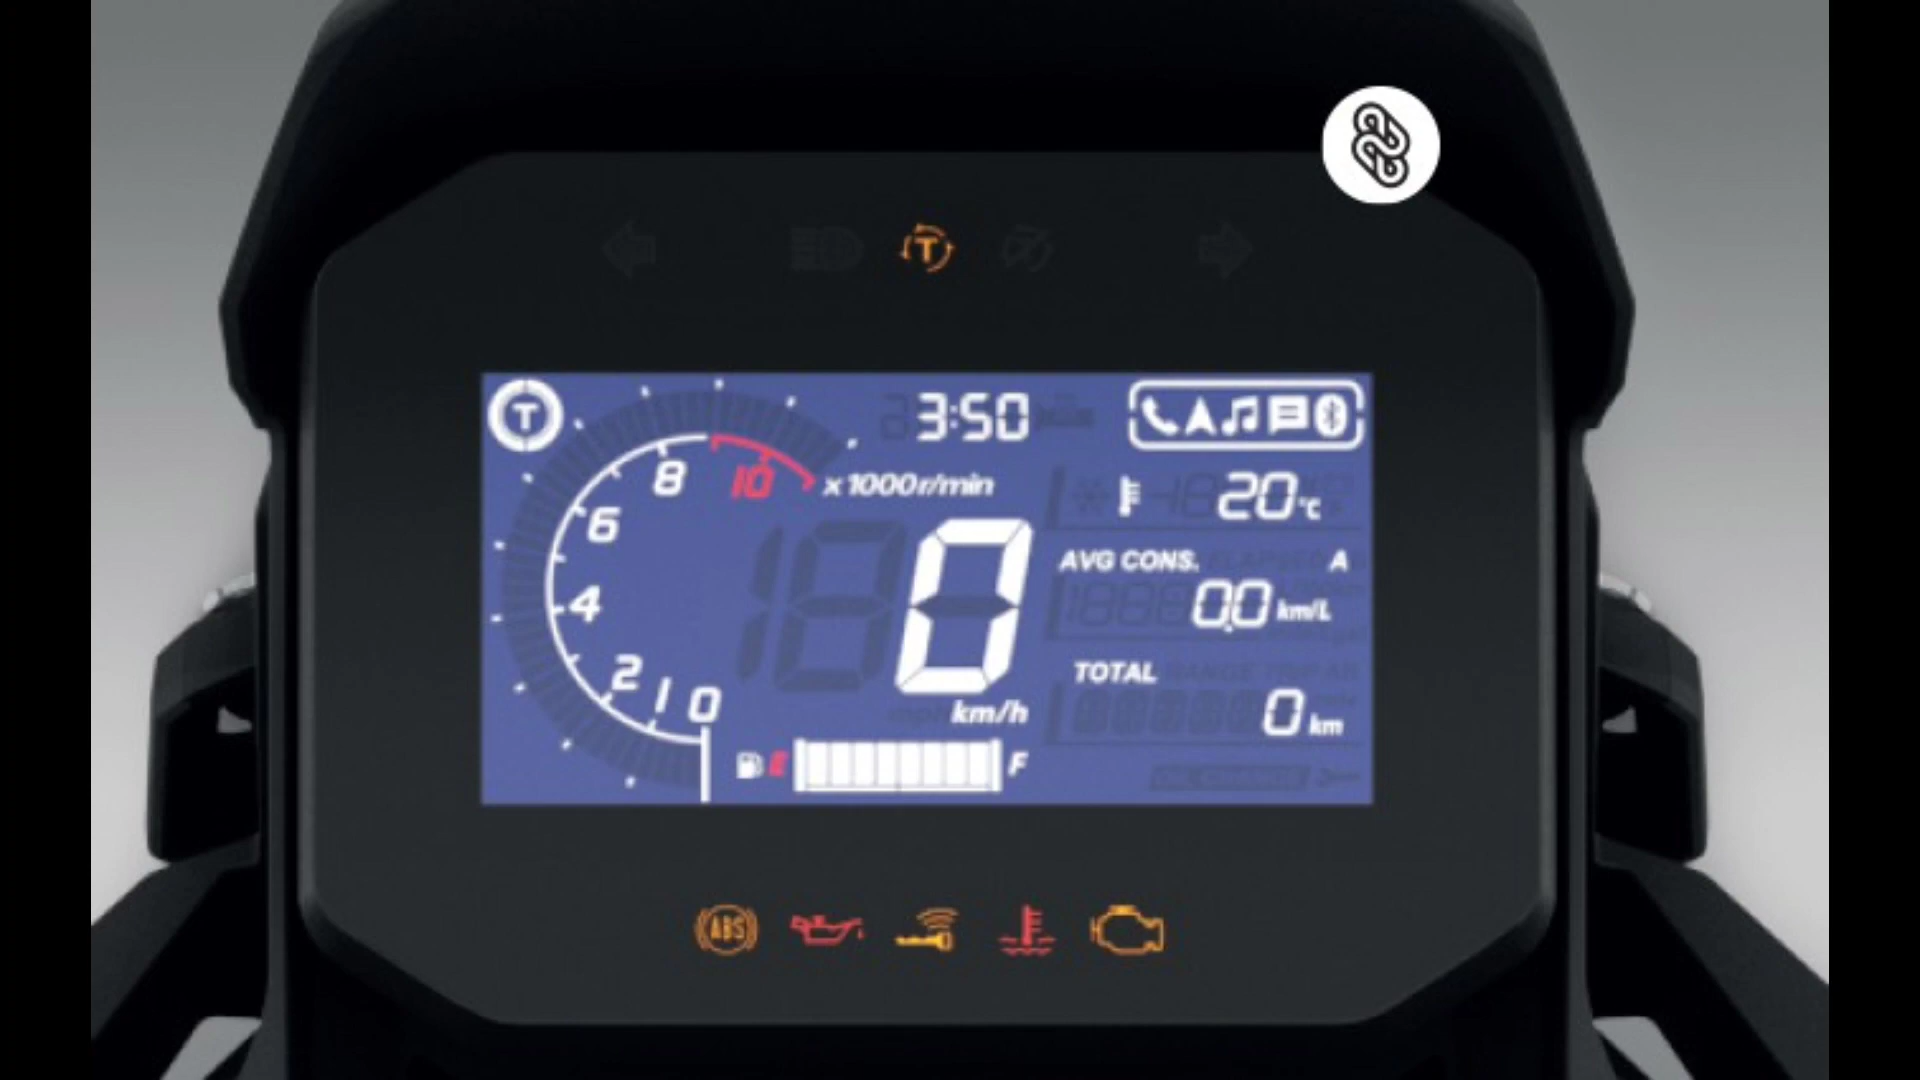 T
T
3:50
8
10
x1000r/min
20°C
6
AVG CONS. A
4
0.0 km/L
2
1
0
0
TOTAL
km/h
0 km
E
F
ABS